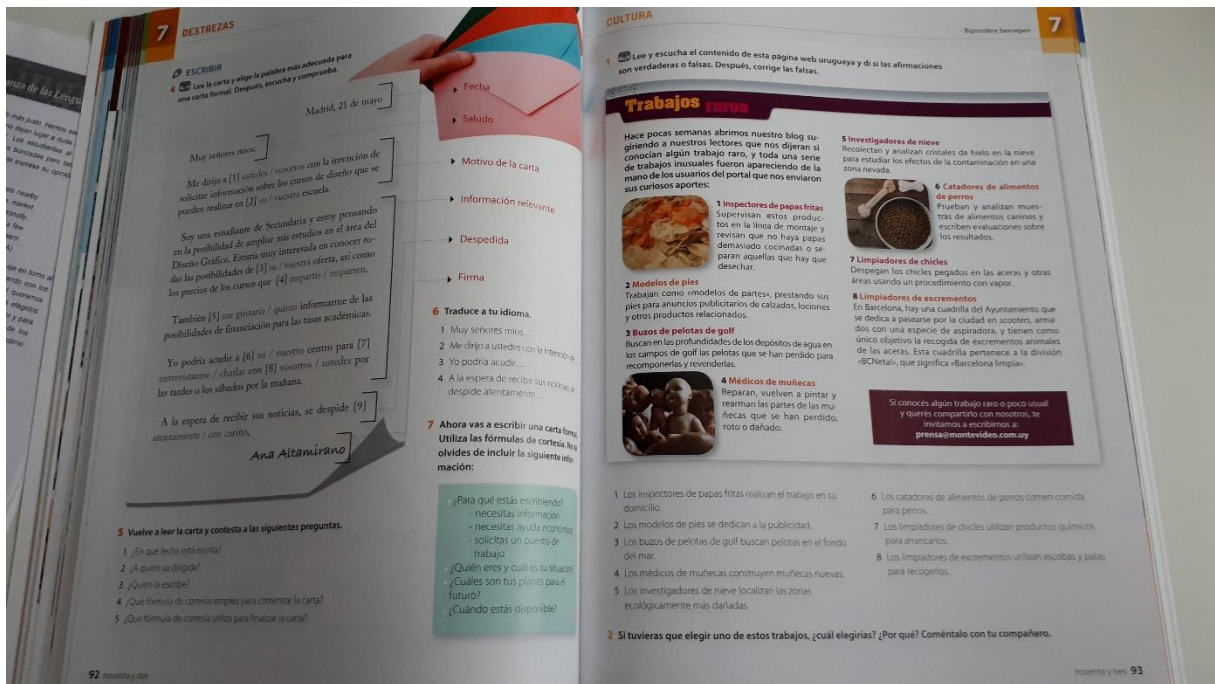 7 DESTREZAS
ESCRIBIR
4 Lee la carta y elige la palabra más adecuada para
una carta formal. Después, escucha y comprueba.
Madrid, 21 de mayo
Muy señores míos:
Me dirijo a [1] ustedes / vosotros con la intención de
solicitar información sobre los cursos de diseño que se
pueden realizar en [2] su / vuestra escuela.
Soy una estudiante de Secundaria y estoy pensando
en la posibilidad de ampliar mis estudios en el área del
Diseño Gráfico. Estaría muy interesada en conocer to-
das las posibilidades de [3] su / vuestra oferta, así como
los precios de los cursos que [4] impartís / imparten.
También [5] me gustaría / quiero informarme de las
posibilidades de financiación para las tasas académicas.
Yo podría acudir a [6] su / vuestro centro para [7]
entrevistarme / charlar con [8] vosotros / ustedes por
las tardes o los sábados por la mañana.
A la espera de recibir sus noticias, se despide [9]
atentamente / con cariño,
Ana Altamirano
Fecha
Saludo
Motivo de la carta
Información relevante
Despedida
Firma
5 Vuelve a leer la carta y contesta a las siguientes preguntas.
1 ¿En qué fecha está escrita?
2 ¿A quién va dirigida?
3 ¿Quién la escribe?
4 ¿Qué fórmula de cortesía emplea para comenzar la carta?
5 ¿Qué fórmula de cortesía utiliza para finalizar la carta?
6 Traduce a tu idioma.
1 Muy señores míos...
2 Me dirijo a ustedes con la intención de
3 Yo podría acudir...
4 A la espera de recibir sus noticias, se
despide atentamente...
7 Ahora vas a escribir una carta formal.
Utiliza las fórmulas de cortesía. No te
olvides de incluir la siguiente infor-
mación:
¿Para qué estás escribiendo?
- necesitas información
- necesitas ayuda económica
- solicitas un puesto de
trabajo
¿Quién eres y cuál es tu situación?
¿Cuáles son tus planes para el
futuro?
¿Cuándo estás disponible?
92 noventa y dos
CULTURA
Bijzondere beroepen 7
1 Lee y escucha el contenido de esta página web uruguaya y di si las afirmaciones
son verdaderas o falsas. Después, corrige las falsas.
Trabajos raros
Hace pocas semanas abrimos nuestro blog su-
giriendo a nuestros lectores que nos dijeran si
conocían algún trabajo raro, y toda una serie
de trabajos inusuales fueron apareciendo de la
mano de los usuarios del portal que nos enviaron
sus curiosos aportes:
1 Inspectores de papas fritas
Supervisan estos produc-
tos en la línea de montaje y
revisan que no haya papas
demasiado cocinadas o se-
paran aquellas que hay que
desechar.
2 Modelos de pies
Trabajan como «modelos de partes», prestando sus
pies para anuncios publicitarios de calzados, lociones
y otros productos relacionados.
3 Buzos de pelotas de golf
Buscan en las profundidades de los depósitos de agua en
los campos de golf las pelotas que se han perdido para
recomponerlas y revenderlas.
4 Médicos de muñecas
Reparan, vuelven a pintar y
rearman las partes de las mu-
ñecas que se han perdido,
roto o dañado.
5 Investigadores de nieve
Recolectan y analizan cristales de hielo en la nieve
para estudiar los efectos de la contaminación en una
zona nevada.
6 Catadores de alimentos
de perros
Prueban y analizan mues-
tras de alimentos caninos y
escriben evaluaciones sobre
los resultados.
7 Limpiadores de chicles
Despegan los chicles pegados en las aceras y otras
áreas usando un procedimiento con vapor.
8 Limpiadores de excrementos
En Barcelona, hay una cuadrilla del Ayuntamiento que
se dedica a pasearse por la ciudad en scooters, arma-
dos con una especie de aspiradora, y tienen como
único objetivo la recogida de excrementos animales
de las aceras. Esta cuadrilla pertenece a la división
«BCNeta!», que significa «Barcelona limpia».
Si conocés algún trabajo raro o poco usual
y querés compartirlo con nosotros, te
invitamos a escribirnos a:
prensa@montevideo.com.uy
1 Los inspectores de papas fritas realizan el trabajo en su
domicilio.
2 Los modelos de pies se dedican a la publicidad.
3 Los buzos de pelotas de golf buscan pelotas en el fondo
del mar.
4 Los médicos de muñecas construyen muñecas nuevas.
5 Los investigadores de nieve localizan las zonas
ecológicamente más dañadas.
6 Los catadores de alimentos de perros comen comida
para perros.
7 Los limpiadores de chicles utilizan productos químicos
para arrancarlos.
8 Los limpiadores de excrementos utilizan escobas y palas
para recogerlos.
2 Si tuvieras que elegir uno de estos trabajos, ¿cuál elegirías? ¿Por qué? Coméntalo con tu compañero.
noventa y tres 93